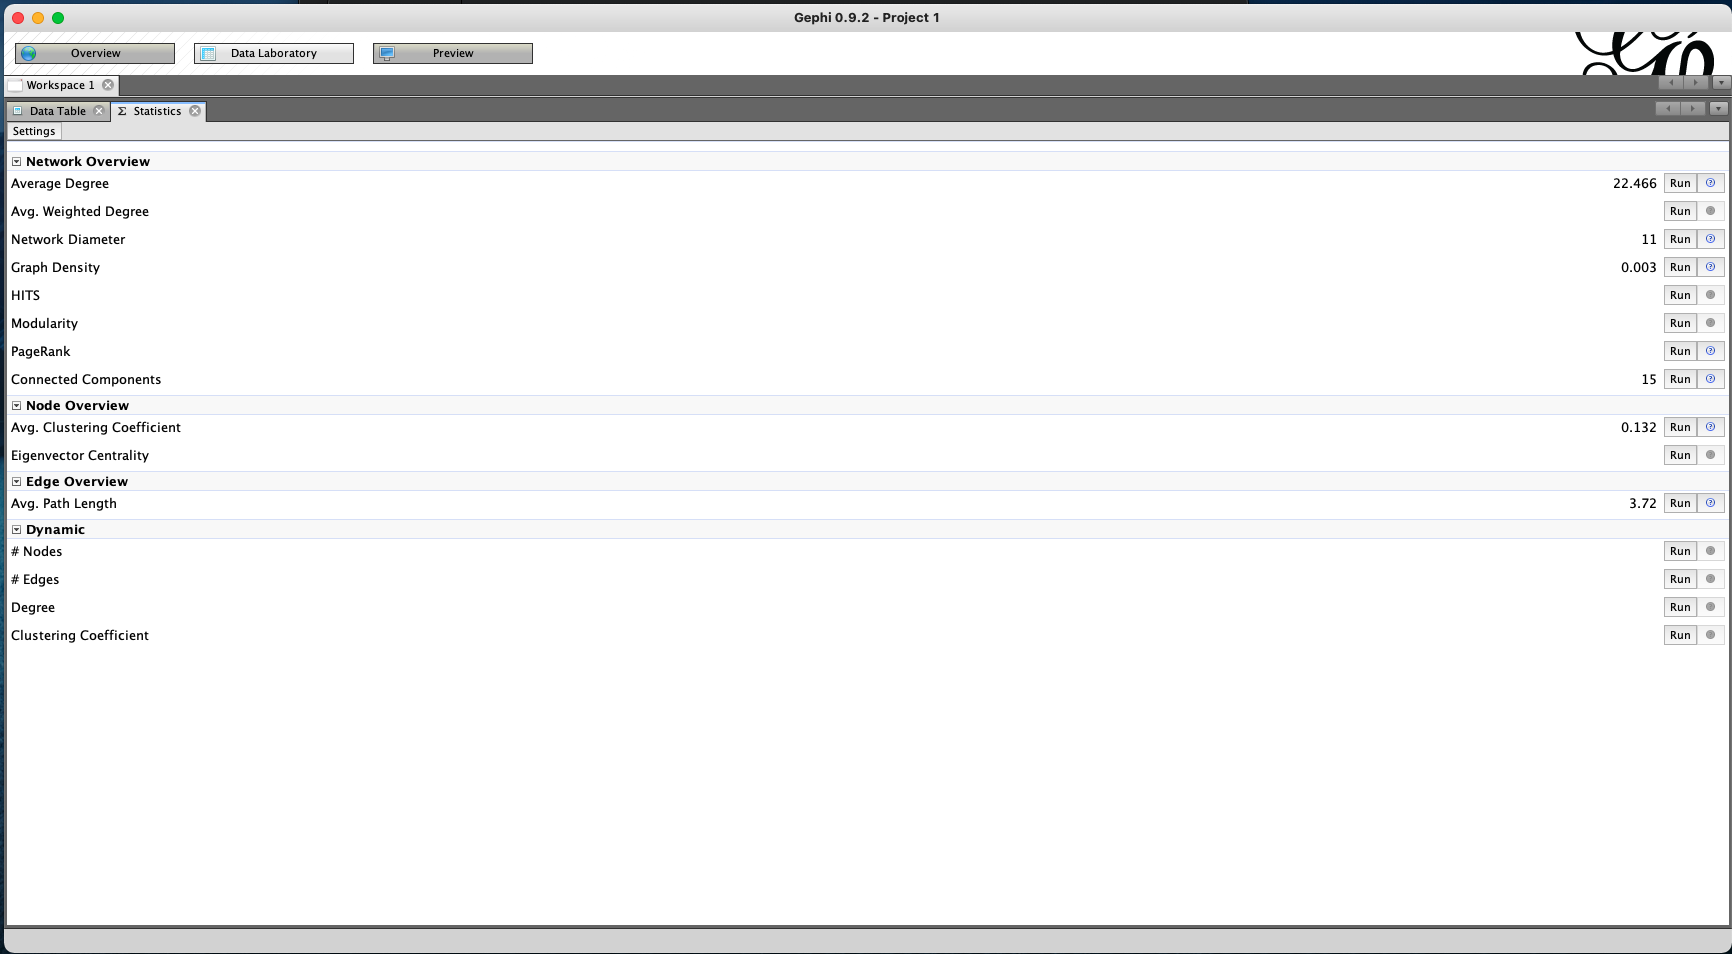 Gephi 0.9.2 - Project 1
Overview Data Laboratory Preview
Workspace 1
Data Table Σ Statistics
Settings
Network Overview
Average Degree 22.466 Run
Avg. Weighted Degree Run
Network Diameter 11 Run
Graph Density 0.003 Run
HITS Run
Modularity Run
PageRank Run
Connected Components 15 Run
Node Overview
Avg. Clustering Coefficient 0.132 Run
Eigenvector Centrality Run
Edge Overview
Avg. Path Length 3.72 Run
Dynamic
# Nodes Run
# Edges Run
Degree Run
Clustering Coefficient Run